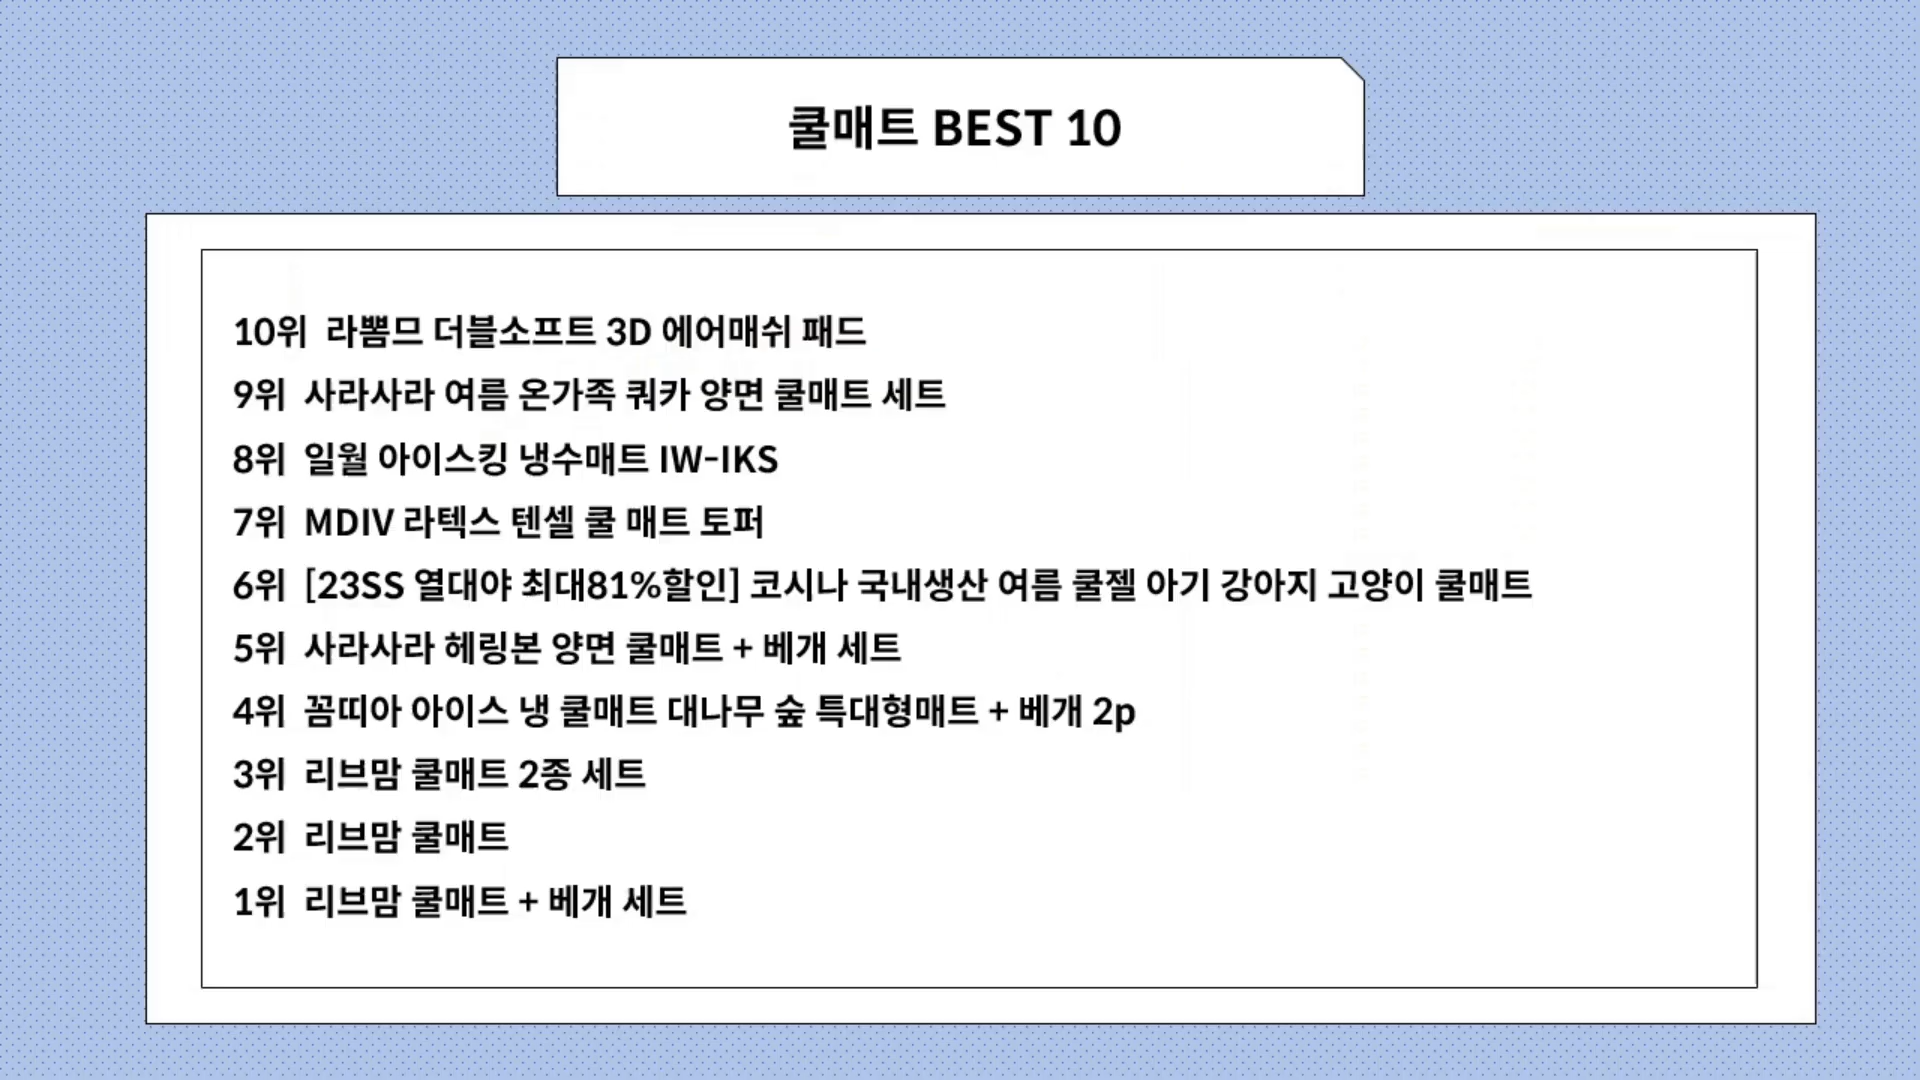 쿨매트 BEST 10
10위 라뽐므 더블소프트 3D 에어매쉬 패드
9위 사라사라 여름 온가족 쿼카 양면 쿨매트 세트
8위 일월 아이스킹 냉수매트 IW-IKS
7위 MDIV 라텍스 텐셀 쿨 매트 토퍼
6위 [23SS 열대야 최대81%할인] 코시나 국내생산 여름 쿨젤 아기 강아지 고양이 쿨매트
5위 사라사라 헤링본 양면 쿨매트 + 베개 세트
4위 꼼띠아 아이스 냉 쿨매트 대나무 숲 특대형매트 + 베개 2p
3위 리브맘 쿨매트 2종 세트
2위 리브맘 쿨매트
1위 리브맘 쿨매트 + 베개 세트